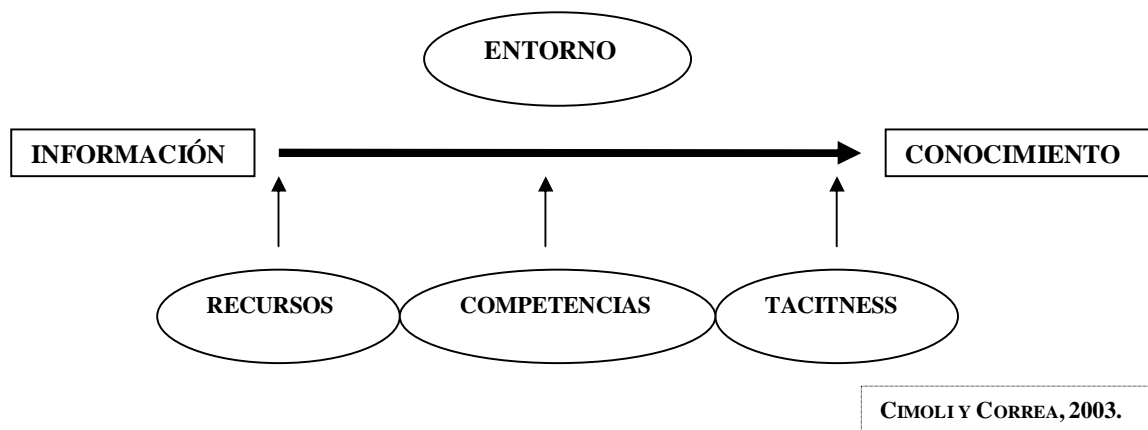 ENTORNO
INFORMACIÓN
CONOCIMIENTO
RECURSOS
COMPETENCIAS
TACITNESS
CIMOLI Y CORREA, 2003.